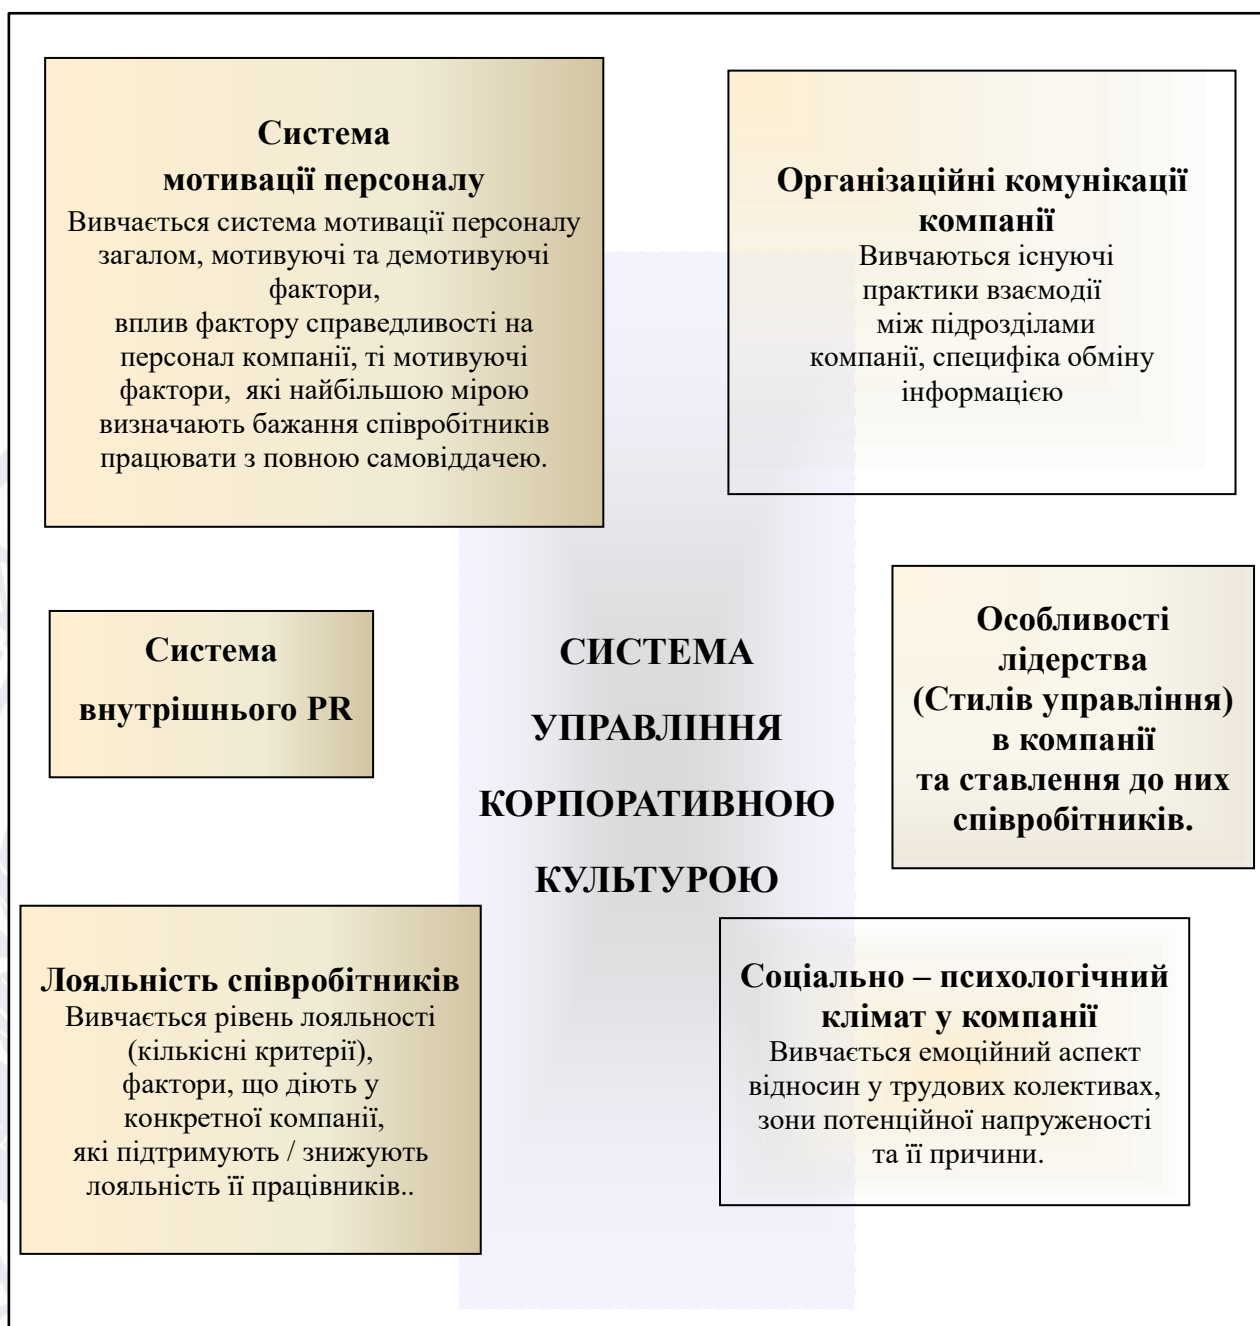 Система
мотивації персоналу
Вивчається система мотивації персоналу
загалом, мотивуючі та демотивуючі
фактори,
вплив фактору справедливості на
персонал компанії, ті мотивуючі
фактори, які найбільшою мірою
визначають бажання співробітників
працювати з повною самовіддачею.
Організаційні комунікації
компанії
Вивчаються існуючі
практики взаємодії
між підрозділами
компанії, специфіка обміну
інформацією
Система
внутрішнього PR
СИСТЕМА
УПРАВЛІННЯ
КОРПОРАТИВНОЮ
КУЛЬТУРОЮ
Особливості
лідерства
(Стилів управління)
в компанії
та ставлення до них
співробітників.
Лояльність співробітників
Вивчається рівень лояльності
(кількісні критерії),
фактори, що діють у
конкретної компанії,
які підтримують / знижують
лояльність її працівників..
Соціально – психологічний
клімат у компанії
Вивчається емоційний аспект
відносин у трудових колективах,
зони потенційної напруженості
та її причини.